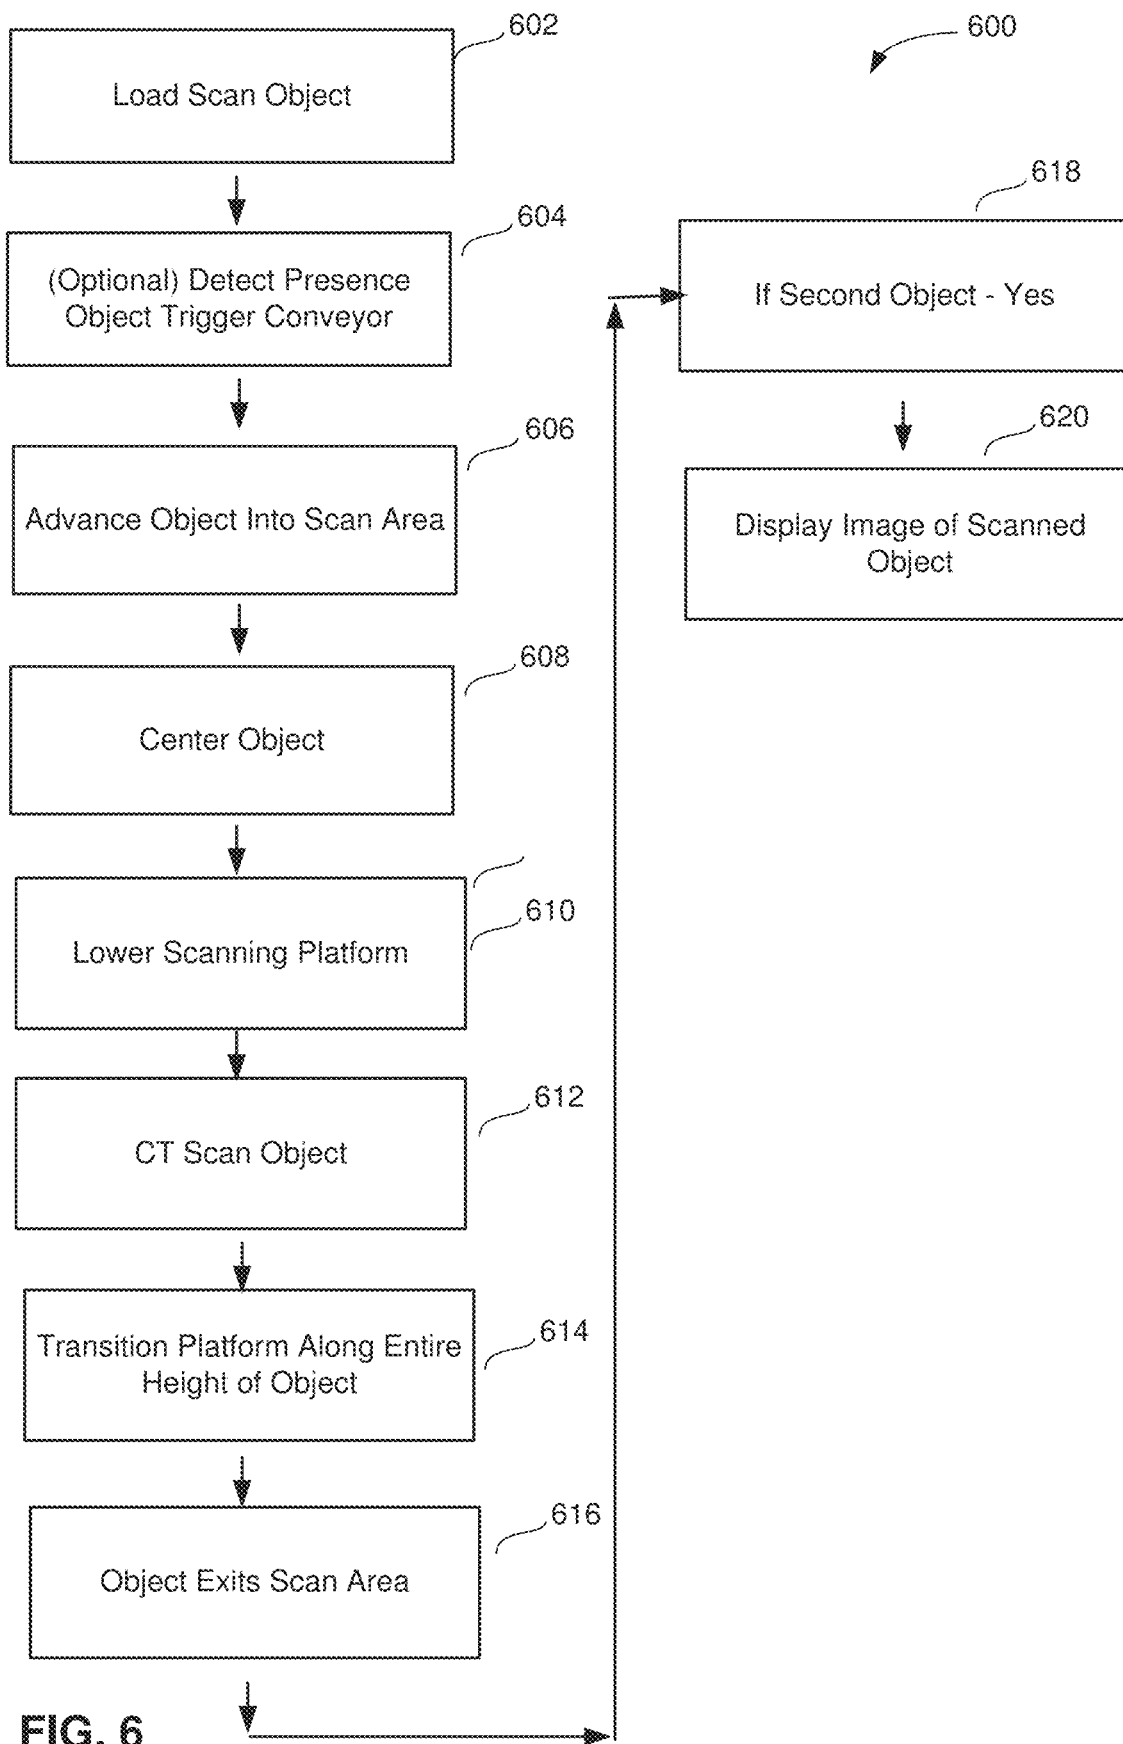 602
Load Scan Object
604
(Optional) Detect Presence
Object Trigger Conveyor
606
Advance Object Into Scan Area
608
Center Object
610
Lower Scanning Platform
612
CT Scan Object
614
Transition Platform Along Entire
Height of Object
616
Object Exits Scan Area
600
618
If Second Object - Yes
620
Display Image of Scanned
Object
FIG. 6